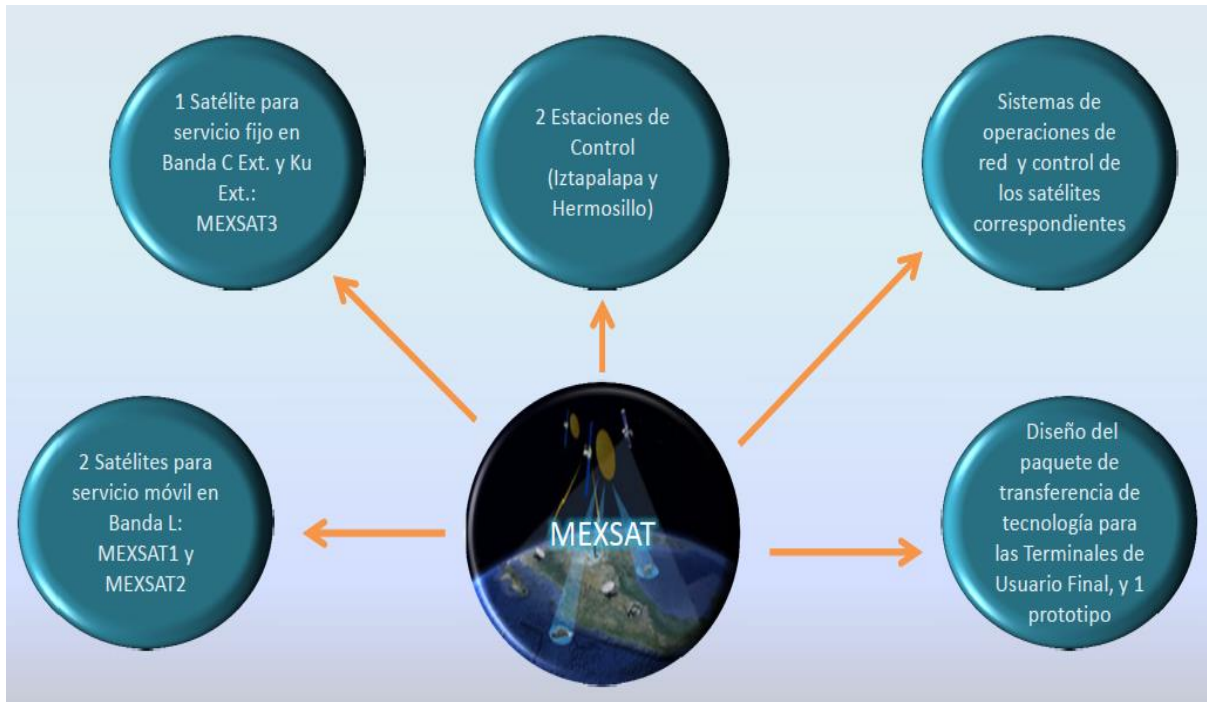 1 Satélite para
servicio fijo en
Banda C Ext. y Ku
Ext.:
MEXSAT3
2 Estaciones de
Control
(Iztapalapa y
Hermosillo)
Sistemas de
operaciones de
red y control de
los satélites
correspondientes
2 Satélites para
servicio móvil en
Banda L:
MEXSAT1 y
MEXSAT2
MEXSAT
Diseño del
paquete de
transferencia de
tecnología para
las Terminales de
Usuario Final, y 1
prototipo